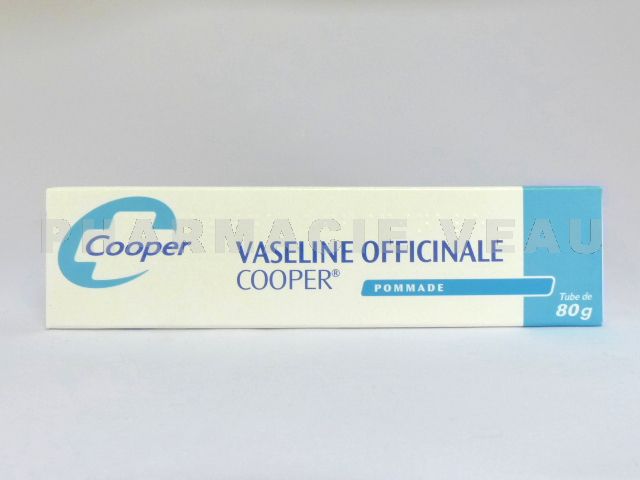 PHARMACIE VEAU
Cooper
VASELINE OFFICINALE
COOPER®
POMMADE
Tube de
80g